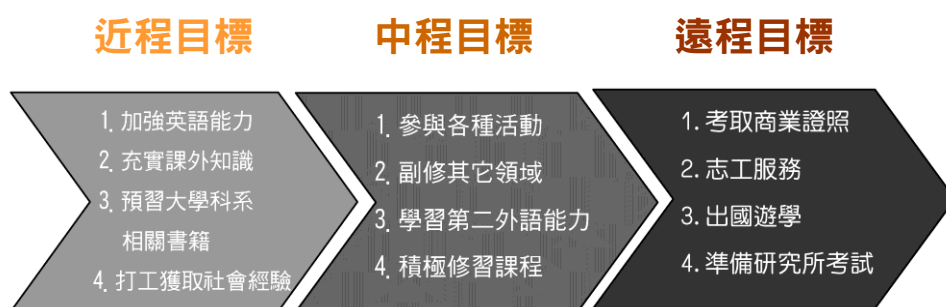 近程目標
1. 加強英語能力
2. 充實課外知識
3. 預習大學科系
相關書籍
4. 打工獲取社會經驗
中程目標
1. 參與各種活動
2. 副修其它領域
3. 學習第二外語能力
4. 積極修習課程
遠程目標
1. 考取商業證照
2. 志工服務
3. 出國遊學
4. 準備研究所考試